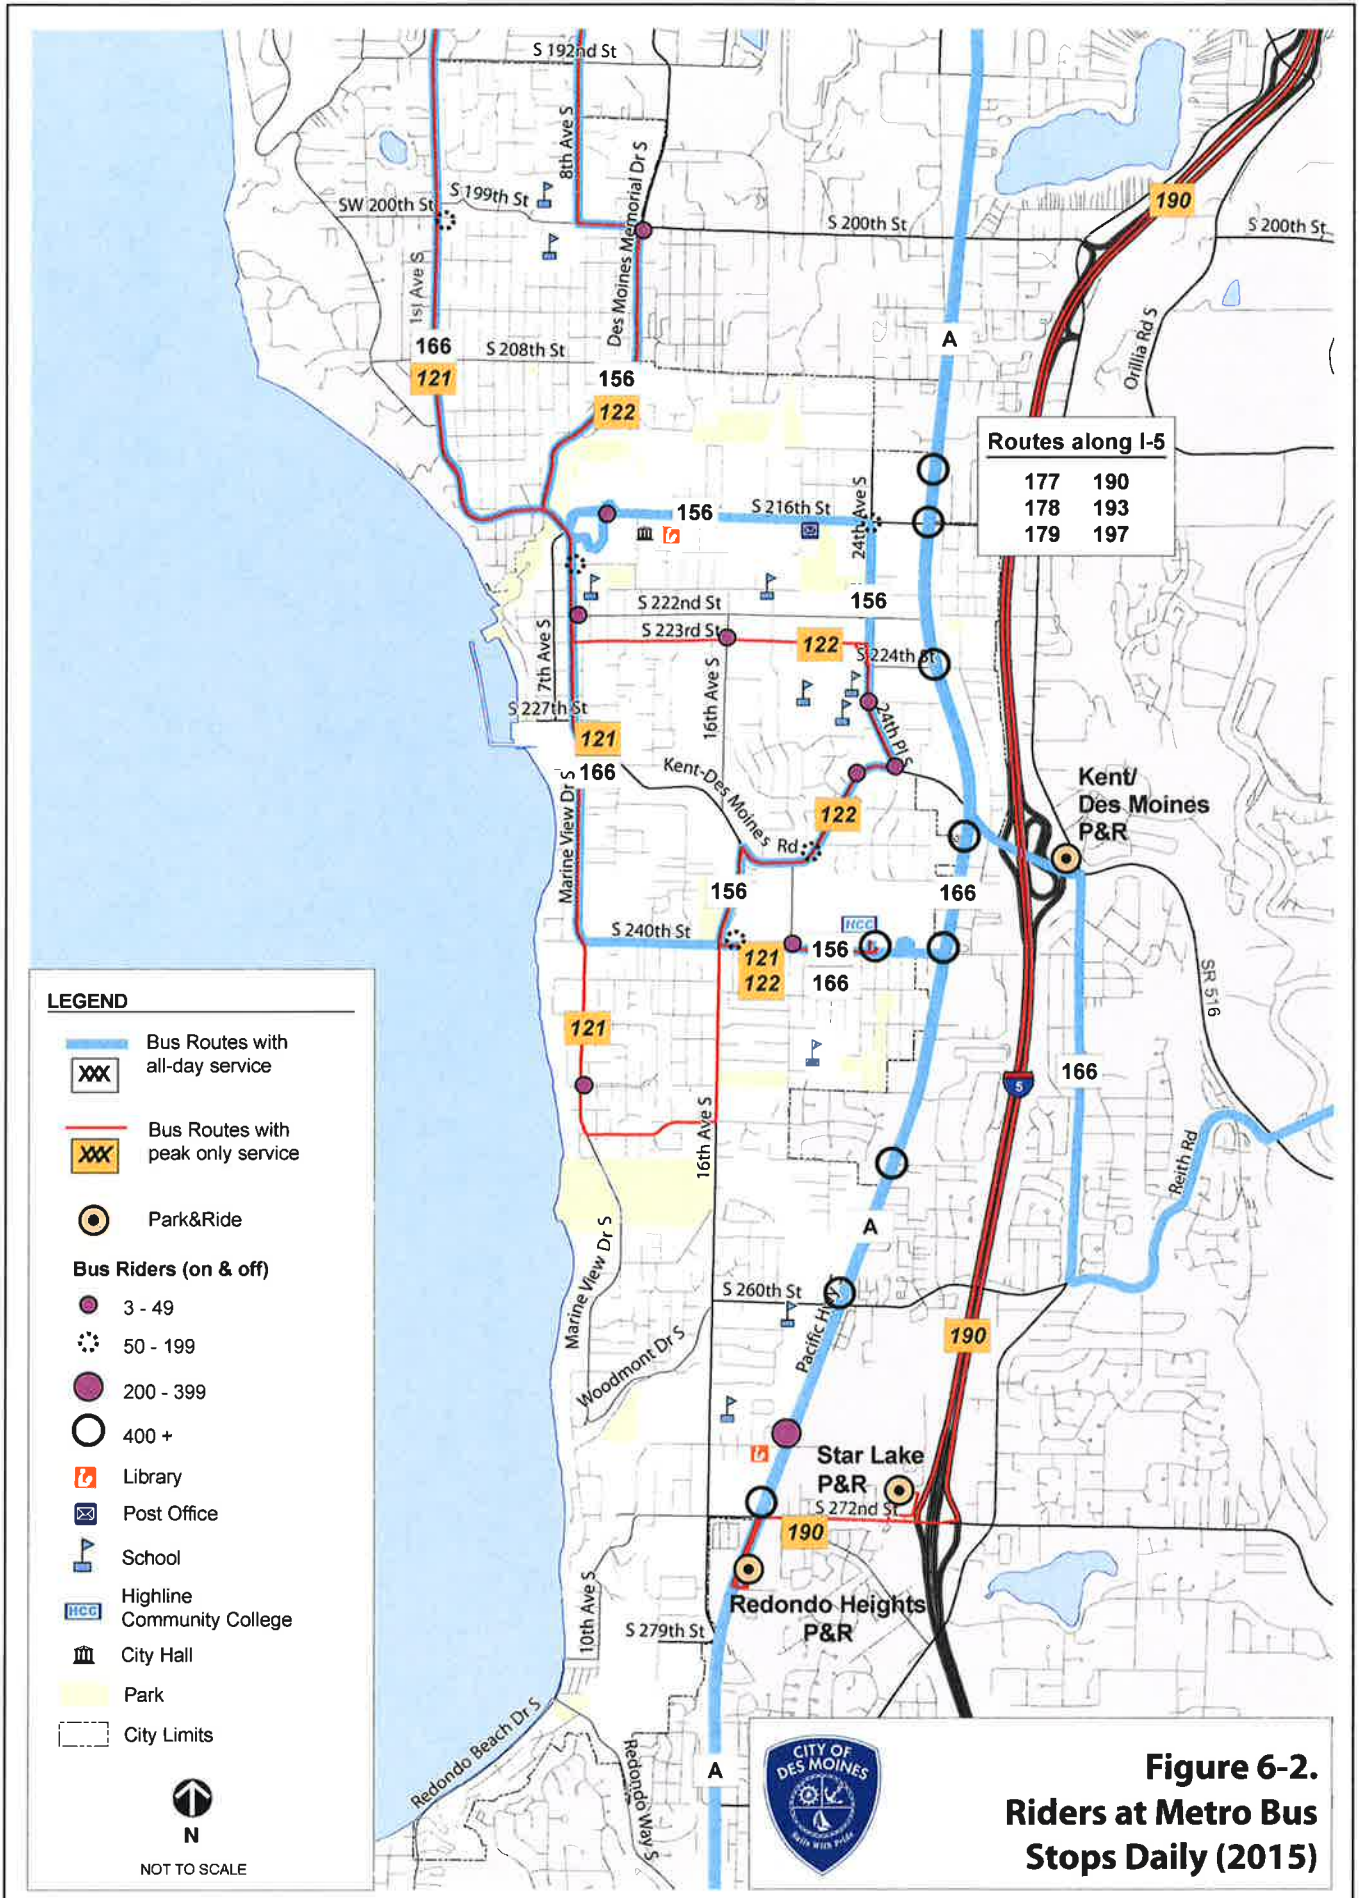 S 192nd St
8th Ave S
Des Moines Memorial Dr S
S 199th St
SW 200th St
190
S 200th St
S 200th St
1st Ave S
Orillia Rd S
A
166
S 208th St
121
156
122
Routes along I-5
177 190
178 193
179 197
24th Ave S
156
S 216th St
156
S 222nd St
S 223rd St
122
S 224th St
7th Ave S
16th Ave S
S 227th St
24th Pl S
121
166
Kent-Des Moines Rd
Kent/
Des Moines
P&R
122
Marine View Dr S
156
166
HCC
S 240th St
121
156
122
166
SR 516
121
166
5
16th Ave S
Reith Rd
A
Marine View Dr S
S 260th St
Pacific Hwy S
190
Woodmont Dr S
Star Lake
P&R
S 272nd St
190
Redondo Heights
P&R
10th Ave S
S 279th St
Redondo Beach Dr S
Redondo Way S
A
LEGEND
Bus Routes with
all-day service
XXX
Bus Routes with
peak only service
XXX
Park&Ride
Bus Riders (on & off)
3 - 49
50 - 199
200 - 399
400 +
Library
Post Office
School
HCC
Highline
Community College
City Hall
Park
City Limits
N
NOT TO SCALE
CITY OF
DES MOINES
Sails With Pride
Figure 6-2.
Riders at Metro Bus
Stops Daily (2015)